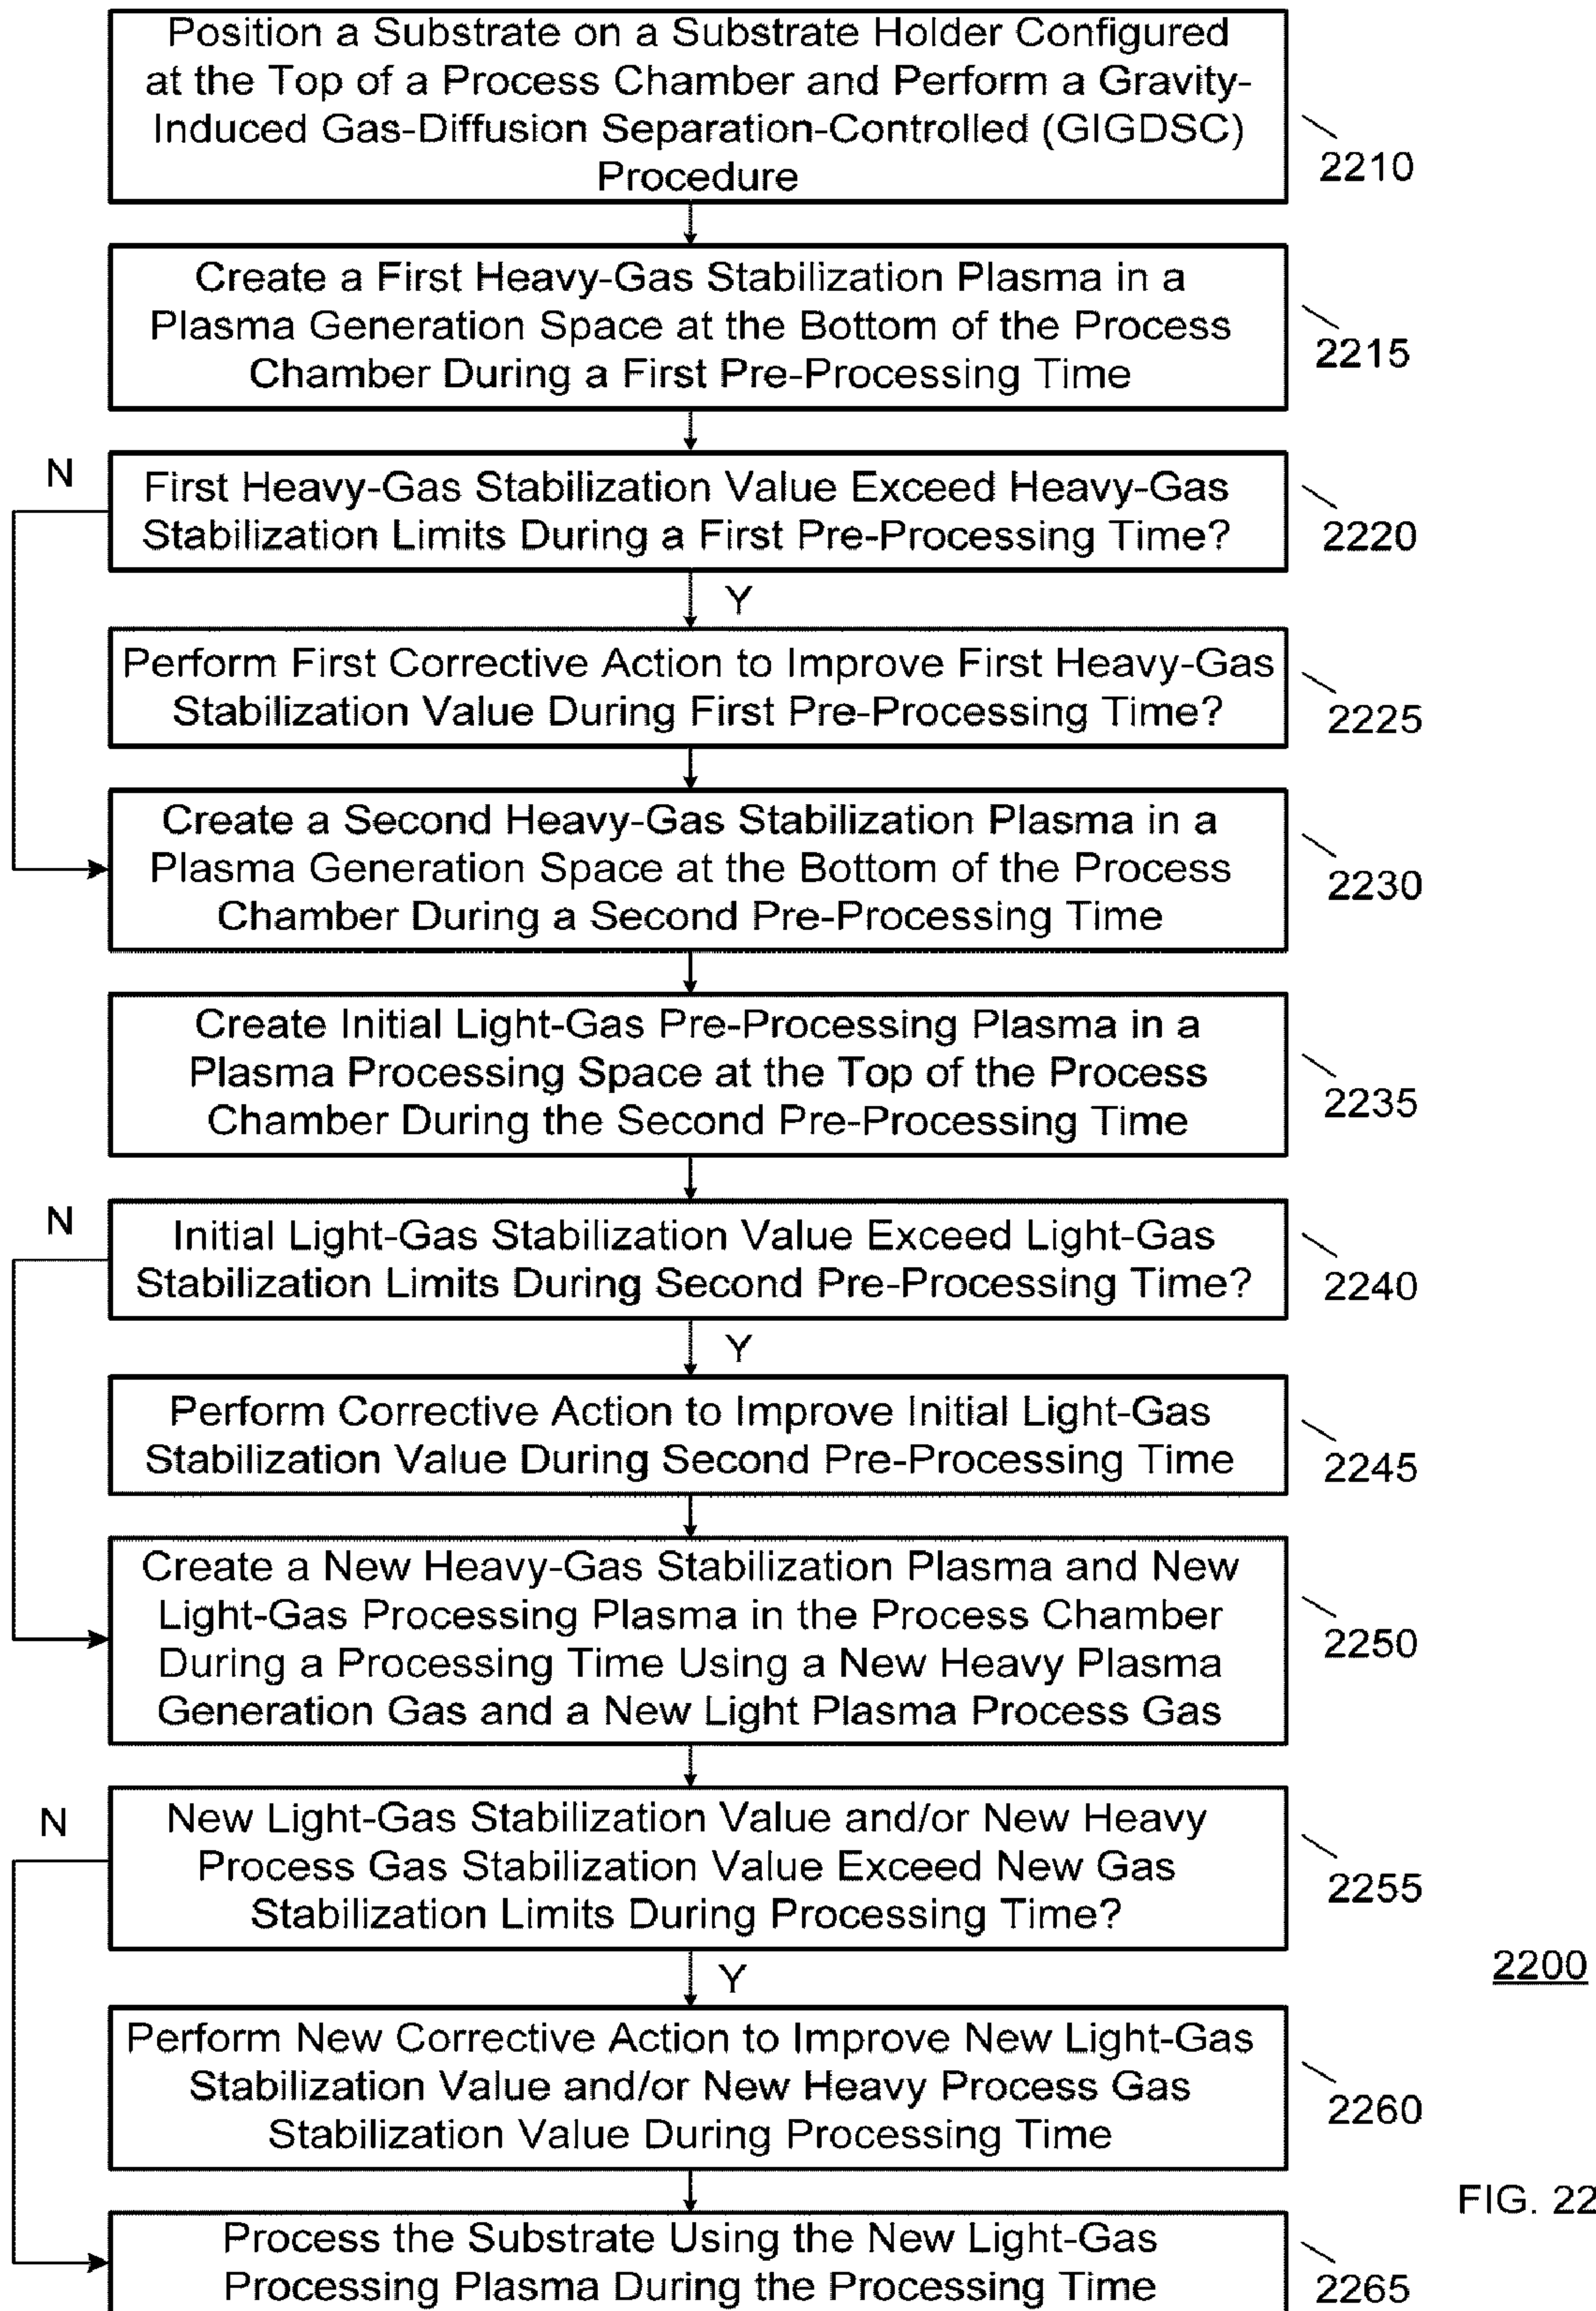 Position a Substrate on a Substrate Holder Configured
at the Top of a Process Chamber and Perform a Gravity-
Induced Gas-Diffusion Separation-Controlled (GIGDSC)
Procedure
2210
Create a First Heavy-Gas Stabilization Plasma in a
Plasma Generation Space at the Bottom of the Process
Chamber During a First Pre-Processing Time
2215
N
First Heavy-Gas Stabilization Value Exceed Heavy-Gas
Stabilization Limits During a First Pre-Processing Time?
2220
Y
Perform First Corrective Action to Improve First Heavy-Gas
Stabilization Value During First Pre-Processing Time?
2225
Create a Second Heavy-Gas Stabilization Plasma in a
Plasma Generation Space at the Bottom of the Process
Chamber During a Second Pre-Processing Time
2230
Create Initial Light-Gas Pre-Processing Plasma in a
Plasma Processing Space at the Top of the Process
Chamber During the Second Pre-Processing Time
2235
N
Initial Light-Gas Stabilization Value Exceed Light-Gas
Stabilization Limits During Second Pre-Processing Time?
2240
Y
Perform Corrective Action to Improve Initial Light-Gas
Stabilization Value During Second Pre-Processing Time
2245
Create a New Heavy-Gas Stabilization Plasma and New
Light-Gas Processing Plasma in the Process Chamber
During a Processing Time Using a New Heavy Plasma
Generation Gas and a New Light Plasma Process Gas
2250
N
New Light-Gas Stabilization Value and/or New Heavy
Process Gas Stabilization Value Exceed New Gas
Stabilization Limits During Processing Time?
2255
Y
2200
Perform New Corrective Action to Improve New Light-Gas
Stabilization Value and/or New Heavy Process Gas
Stabilization Value During Processing Time
2260
FIG. 22
Process the Substrate Using the New Light-Gas
Processing Plasma During the Processing Time
2265